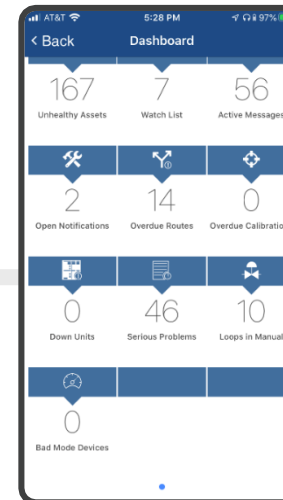 AT&T 5:28 PM 97%
< Back Dashboard
167 7 56
Unhealthy Assets Watch List Active Messages
2 14 0
Open Notifications Overdue Routes Overdue Calibratio
0 46 10
Down Units Serious Problems Loops in Manual
0
Bad Mode Devices